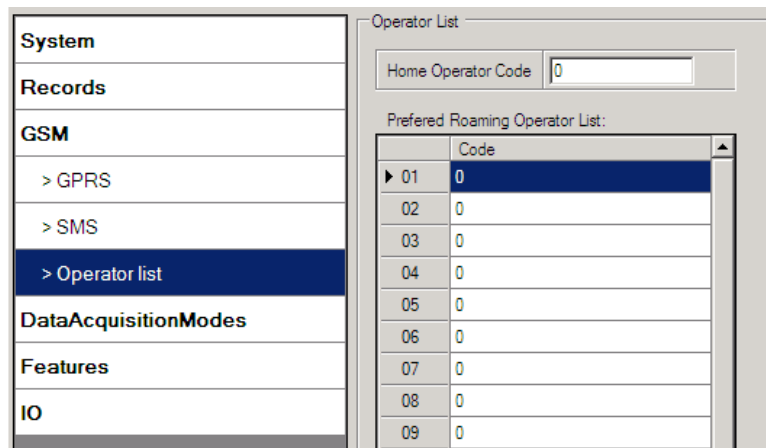 System
Records
GSM
> GPRS
> SMS
> Operator list
DataAcquisitionModes
Features
IO
Operator List
Home Operator Code 0
Prefered Roaming Operator List:
Code
01 0
02 0
03 0
04 0
05 0
06 0
07 0
08 0
09 0